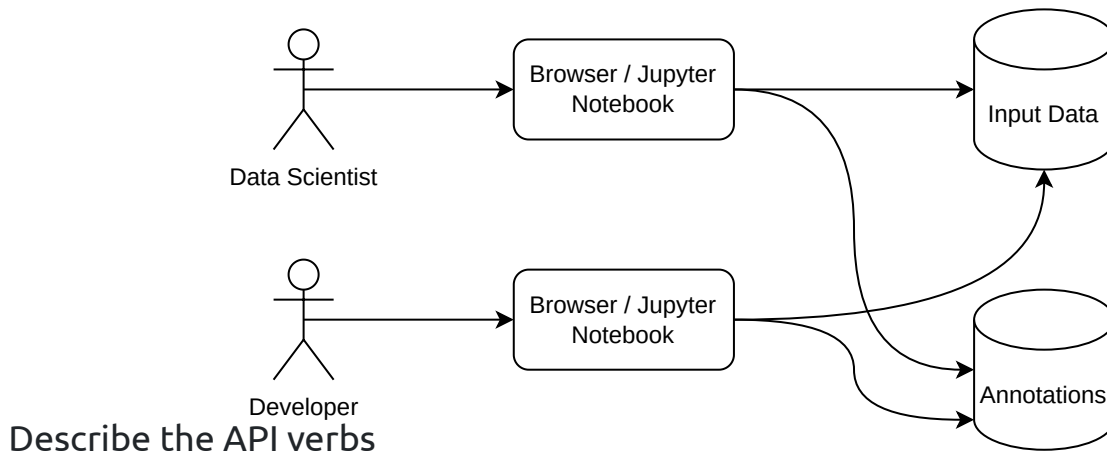 Browser / Jupyter
Notebook
Input Data
Data Scientist
Browser / Jupyter
Notebook
Annotations
Developer
Describe the API verbs